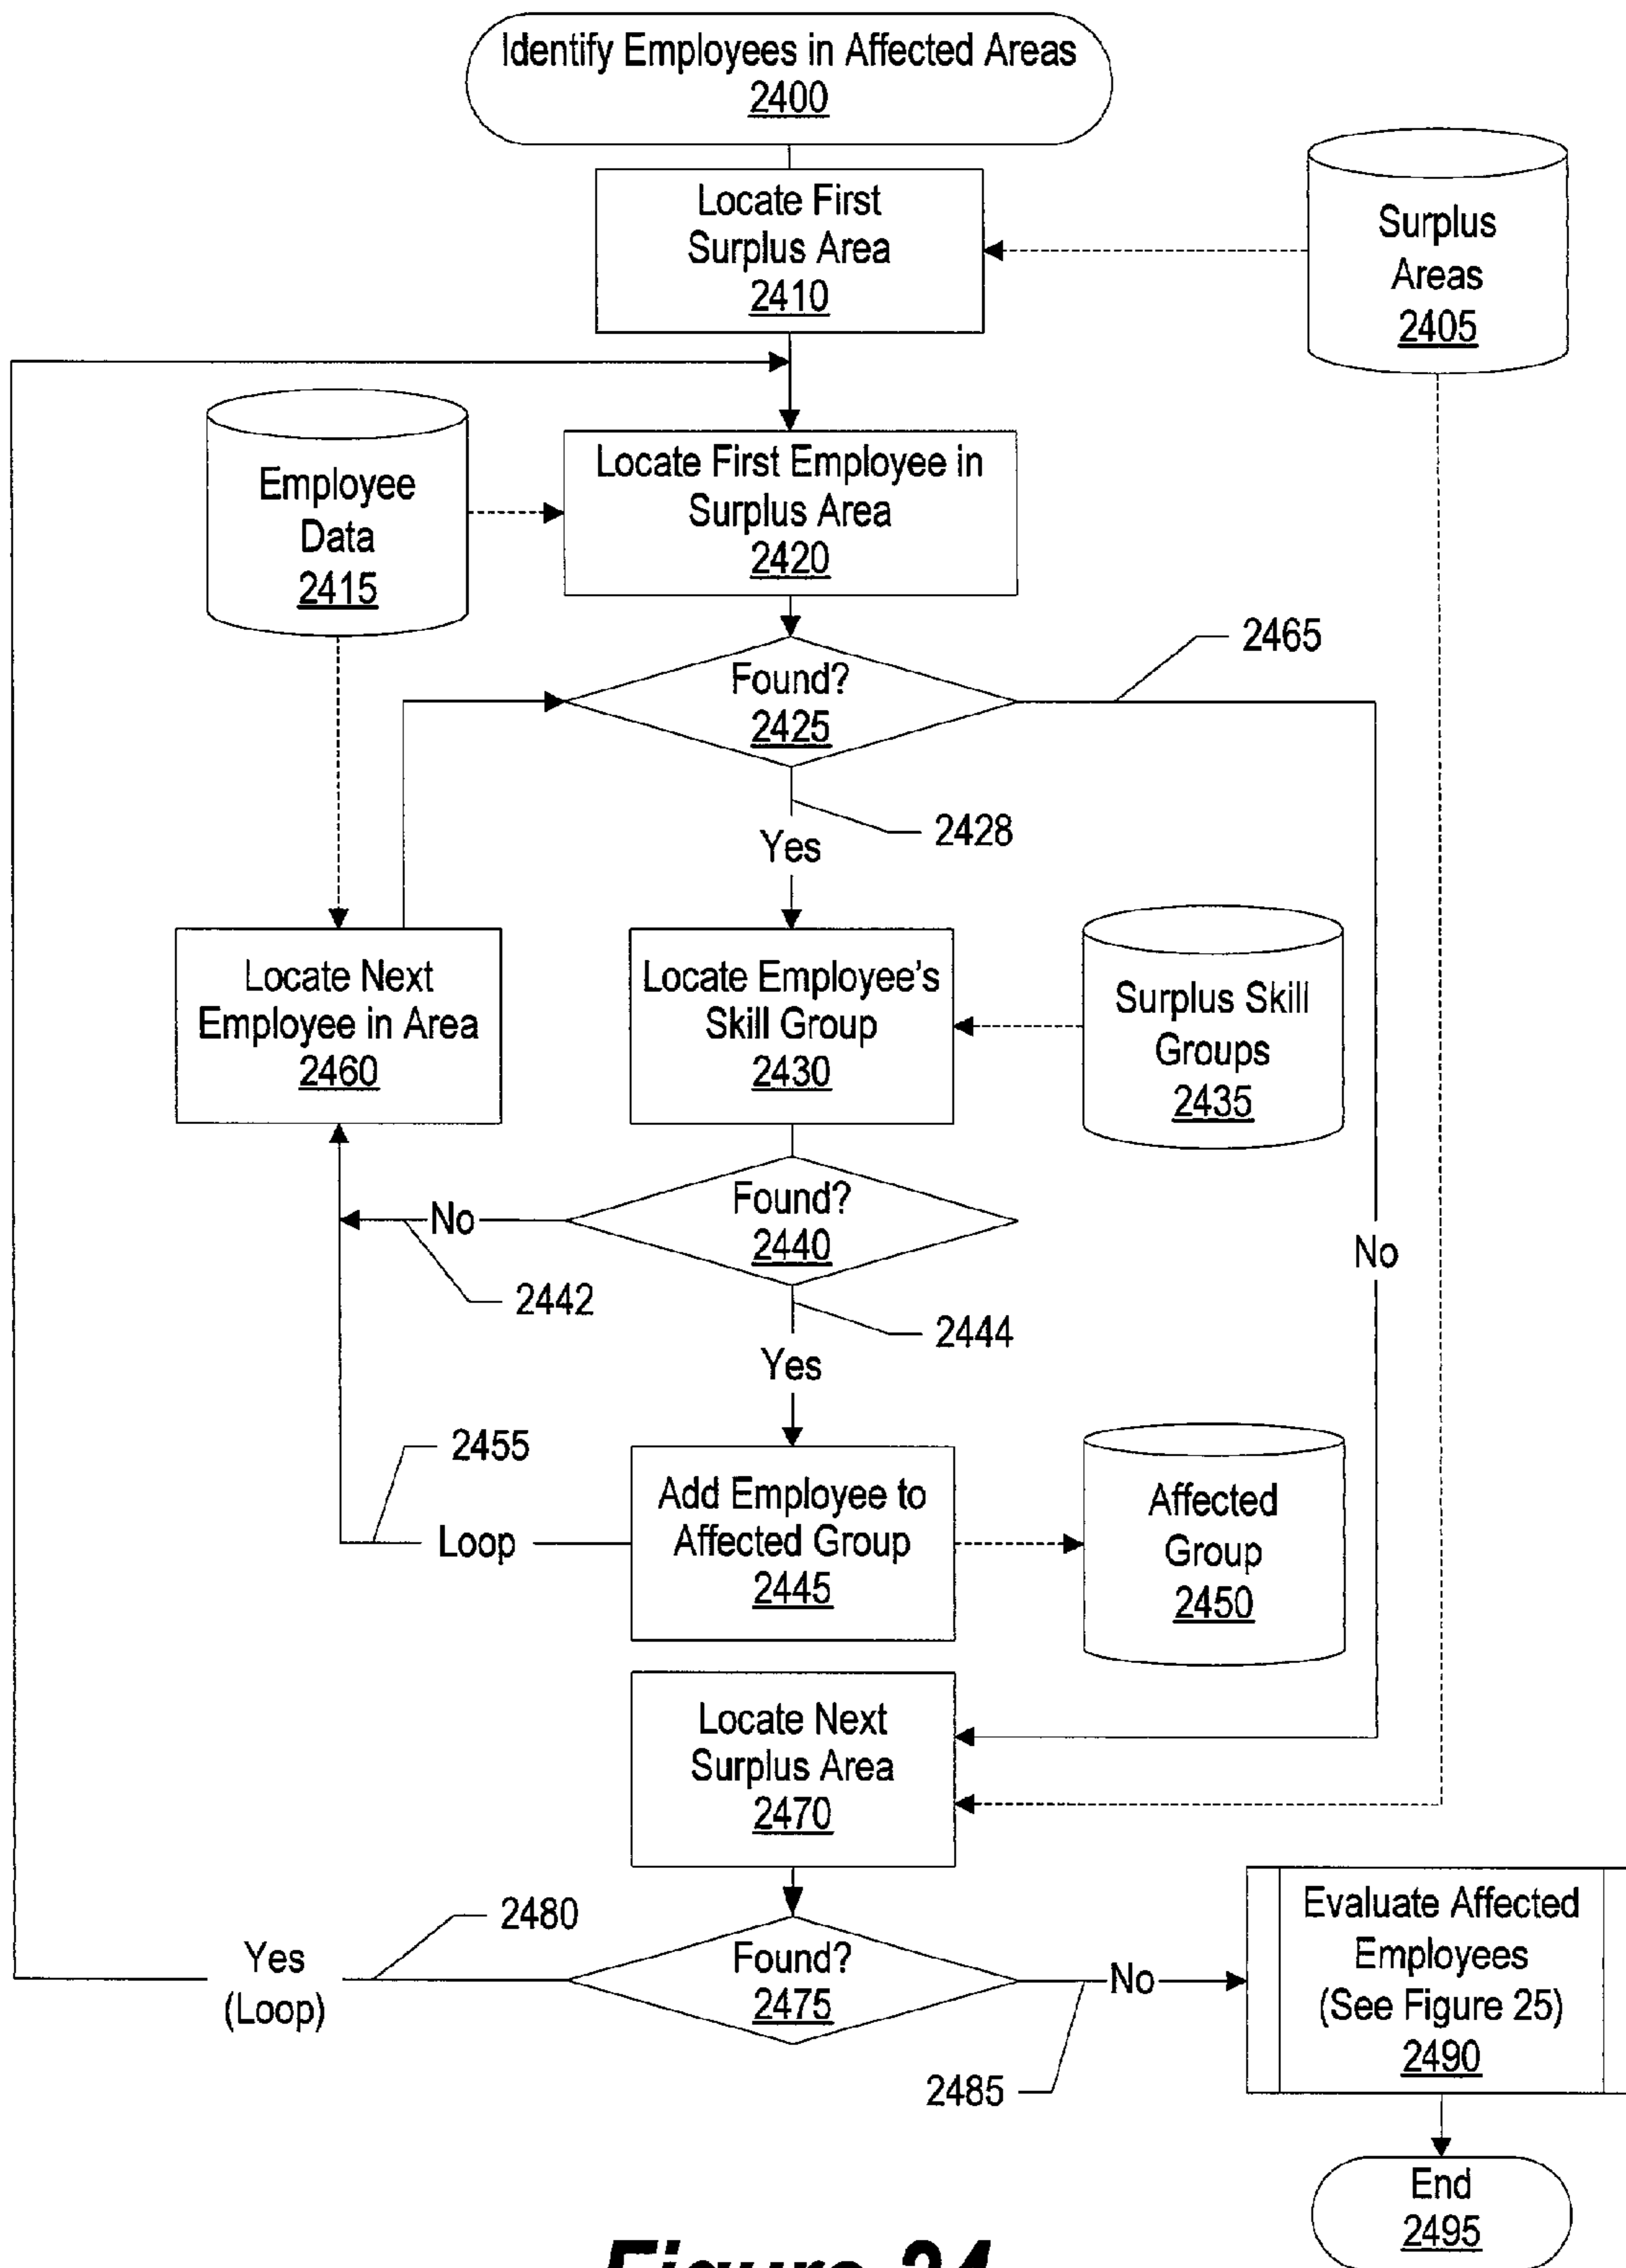 Identify Employees in Affected Areas
2400
Locate First
Surplus Area
2410
Surplus
Areas
2405
Employee
Data
2415
Locate First Employee in
Surplus Area
2420
2465
Found?
2425
2428
Yes
Locate Next
Employee in Area
2460
Locate Employee's
Skill Group
2430
Surplus Skill
Groups
2435
Found?
2440
No
2442
No
2444
Yes
2455
Loop
Add Employee to
Affected Group
2445
Affected
Group
2450
Locate Next
Surplus Area
2470
2480
Yes
(Loop)
Found?
2475
No
2485
Evaluate Affected
Employees
(See Figure 25)
2490
End
2495
Figure 24